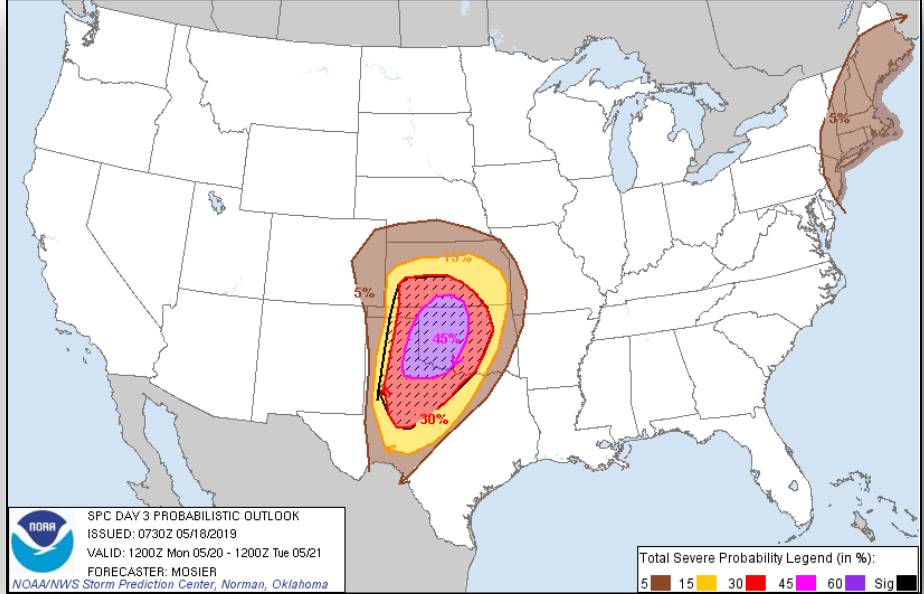 5%
15%
5%
45%
30%
NOAA
SPC DAY 3 PROBABILISTIC OUTLOOK
ISSUED: 0730Z 05/18/2019
VALID: 1200Z Mon 05/20 - 1200Z Tue 05/21
FORECASTER: MOSIER
NOAA/NWS Storm Prediction Center, Norman, Oklahoma
Total Severe Probability Legend (in %):
5 15 30 45 60 Sig